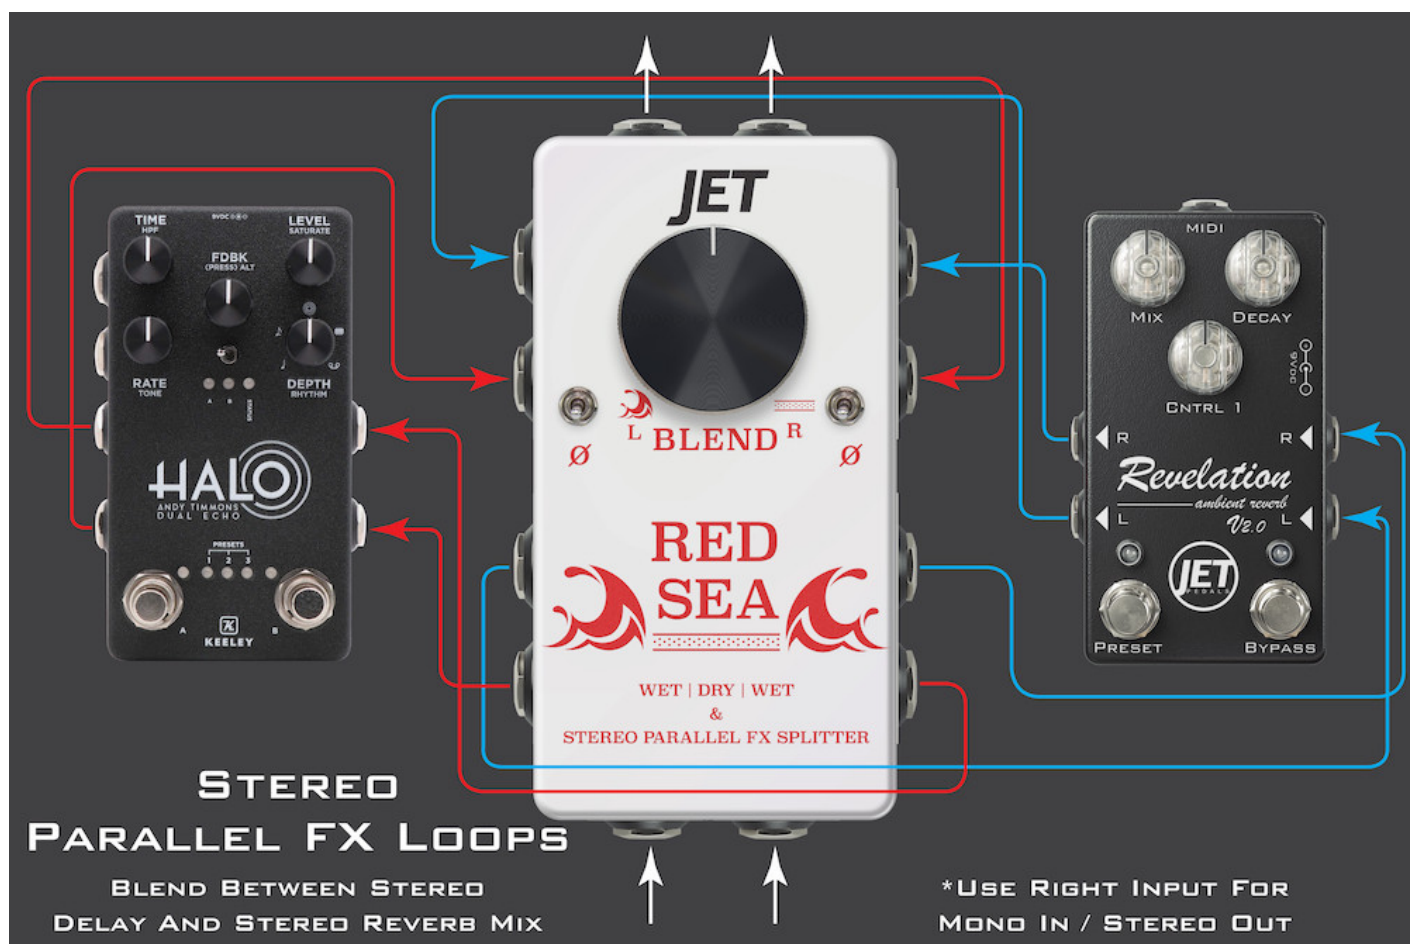 JET
L BLEND R
Ø Ø
RED
SEA
WET | DRY | WET
&
STEREO PARALLEL FX SPLITTER
TIME
HPF
9VDC
LEVEL
SATURATE
FDBK
(PRESS) ALT
RATE
TONE
DEPTH
RHYTHM
A
B
STATUS
HALO
ANDY TIMMONS
DUAL ECHO
PRESETS
1 2 3
A
B
KEELEY
MIDI
MIX
DECAY
CNTRL 1
9VDC
R R
Revelation
ambient reverb
L V2.0 L
JET
PEDALS
PRESET
BYPASS
STEREO
PARALLEL FX LOOPS
BLEND BETWEEN STEREO
DELAY AND STEREO REVERB MIX
*USE RIGHT INPUT FOR
MONO IN / STEREO OUT